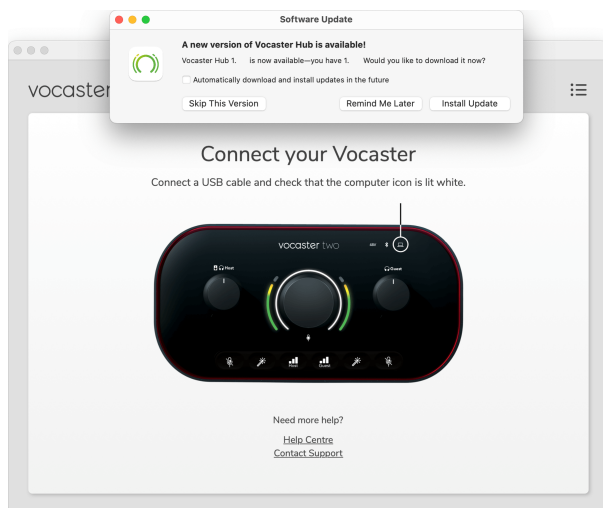 Software Update
A new version of Vocaster Hub is available!
Vocaster Hub 1. is now available—you have 1. Would you like to download it now?
Automatically download and install updates in the future
Skip This Version
Remind Me Later
Install Update
vocaster
Connect your Vocaster
Connect a USB cable and check that the computer icon is lit white.
vocaster two
48V
Host
Guest
Host
Guest
Need more help?
Help Centre
Contact Support